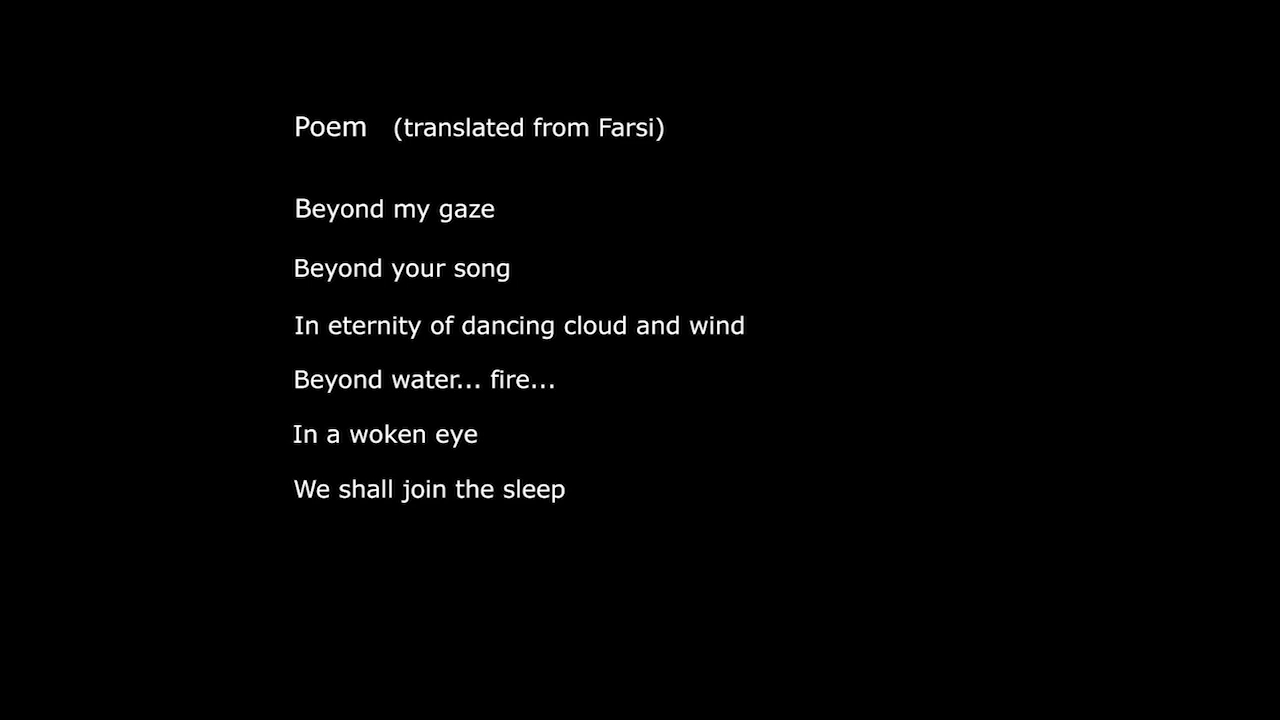 Poem (translated from Farsi)
Beyond my gaze
Beyond your song
In eternity of dancing cloud and wind
Beyond water... fire...
In a woken eye
We shall join the sleep